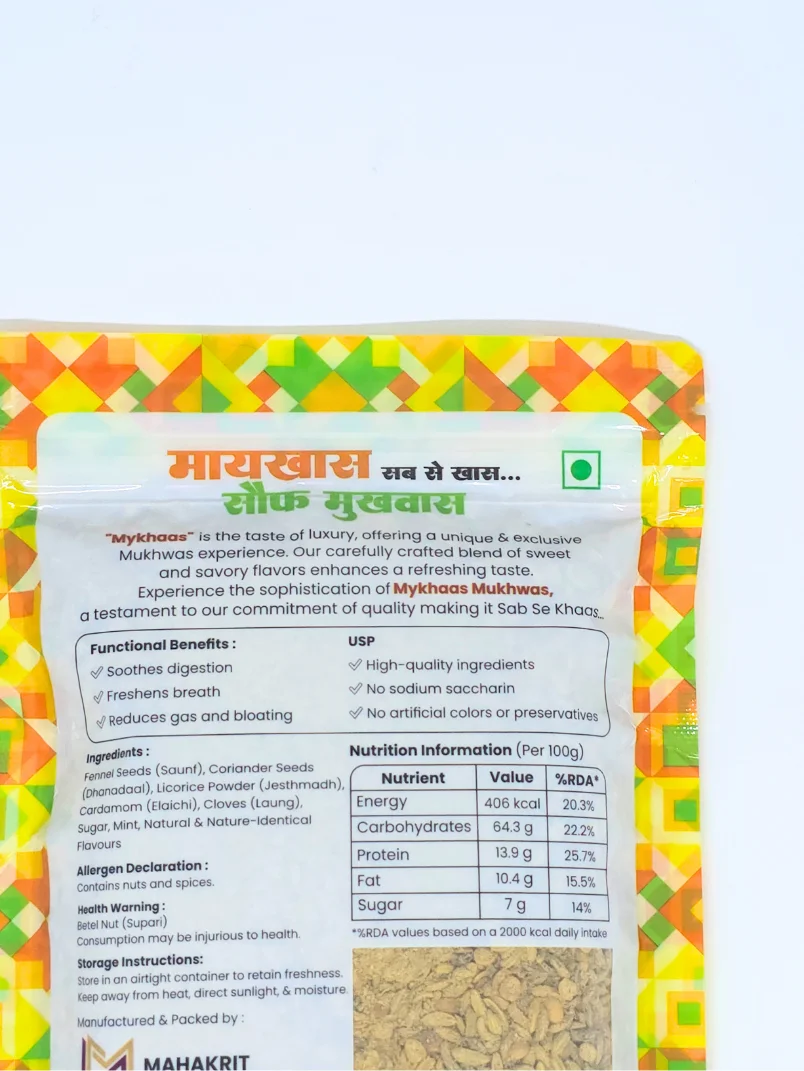 मायखास सब से खास...
सौंफ मुखवास
"Mykhaas" is the taste of luxury, offering a unique & exclusive
Mukhwas experience. Our carefully crafted blend of sweet
and savory flavors enhances a refreshing taste.
Experience the sophistication of Mykhaas Mukhwas,
a testament to our commitment of quality making it Sab Se Khaas...
Functional Benefits :
Soothes digestion
Freshens breath
Reduces gas and bloating
USP
High-quality ingredients
No sodium saccharin
No artificial colors or preservatives
Ingredients :
Fennel Seeds (Saunf), Coriander Seeds
(Dhanadaal), Licorice Powder (Jesthmadh),
Cardamom (Elaichi), Cloves (Laung),
Sugar, Mint, Natural & Nature-Identical
Flavours
Allergen Declaration :
Contains nuts and spices.
Health Warning :
Betel Nut (Supari)
Consumption may be injurious to health.
Storage Instructions:
Store in an airtight container to retain freshness.
Keep away from heat, direct sunlight, & moisture.
Manufactured & Packed by :
MAHAKRIT
Nutrition Information (Per 100g)
Nutrient Value %RDA*
Energy 406 kcal 20.3%
Carbohydrates 64.3 g 22.2%
Protein 13.9 g 25.7%
Fat 10.4 g 15.5%
Sugar 7 g 14%
*%RDA values based on a 2000 kcal daily intake